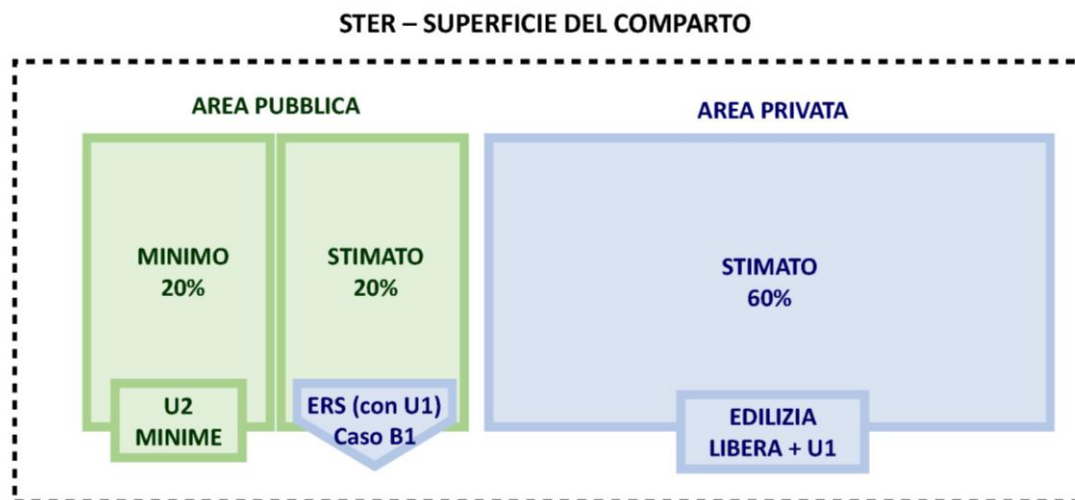 STER – SUPERFICIE DEL COMPARTO
AREA PUBBLICA
AREA PRIVATA
MINIMO
20%
STIMATO
20%
STIMATO
60%
U2
MINIME
ERS (con U1)
Caso B1
EDILIZIA
LIBERA + U1